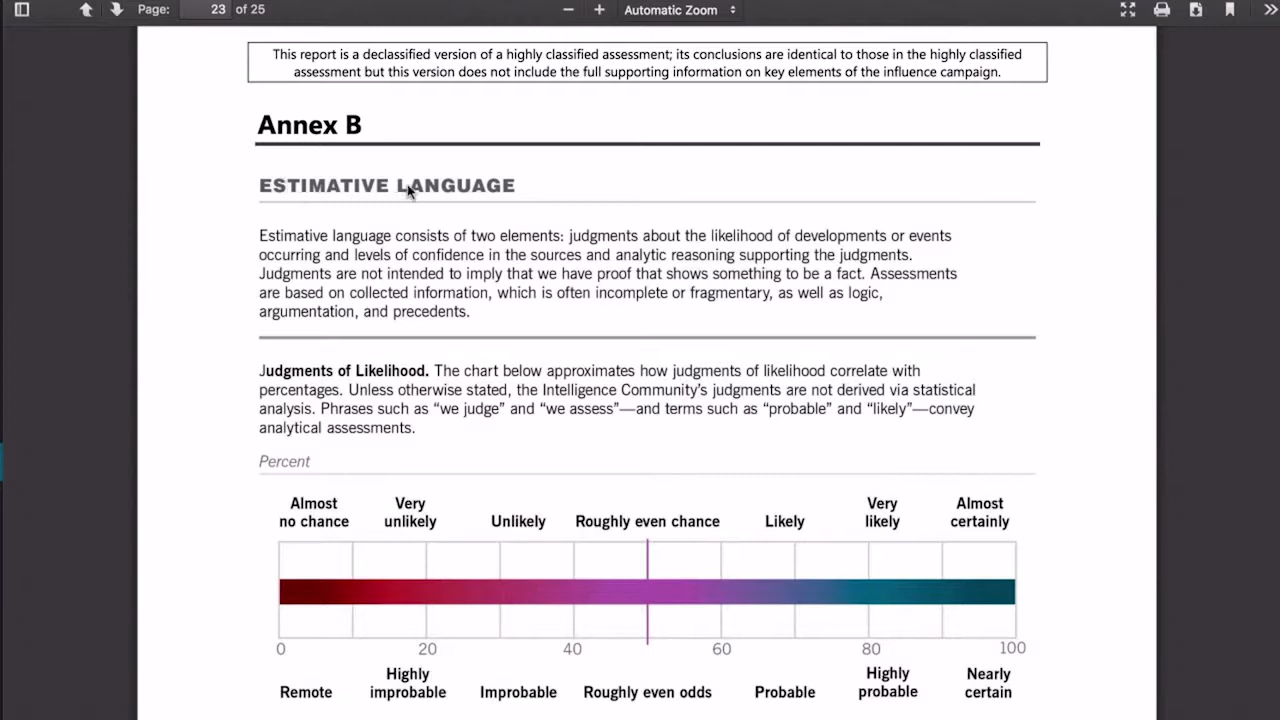 Page: 23 of 25 Automatic Zoom
This report is a declassified version of a highly classified assessment; its conclusions are identical to those in the highly classified
assessment but this version does not include the full supporting information on key elements of the influence campaign.
Annex B
ESTIMATIVE LANGUAGE
Estimative language consists of two elements: judgments about the likelihood of developments or events
occurring and levels of confidence in the sources and analytic reasoning supporting the judgments.
Judgments are not intended to imply that we have proof that shows something to be a fact. Assessments
are based on collected information, which is often incomplete or fragmentary, as well as logic,
argumentation, and precedents.
Judgments of Likelihood. The chart below approximates how judgments of likelihood correlate with
percentages. Unless otherwise stated, the Intelligence Community’s judgments are not derived via statistical
analysis. Phrases such as “we judge” and “we assess”—and terms such as “probable” and “likely”—convey
analytical assessments.
Percent
Almost Very Very Almost
no chance unlikely Unlikely Roughly even chance Likely likely certainly
0 20 40 60 80 100
Highly Highly Nearly
Remote improbable Improbable Roughly even odds Probable probable certain